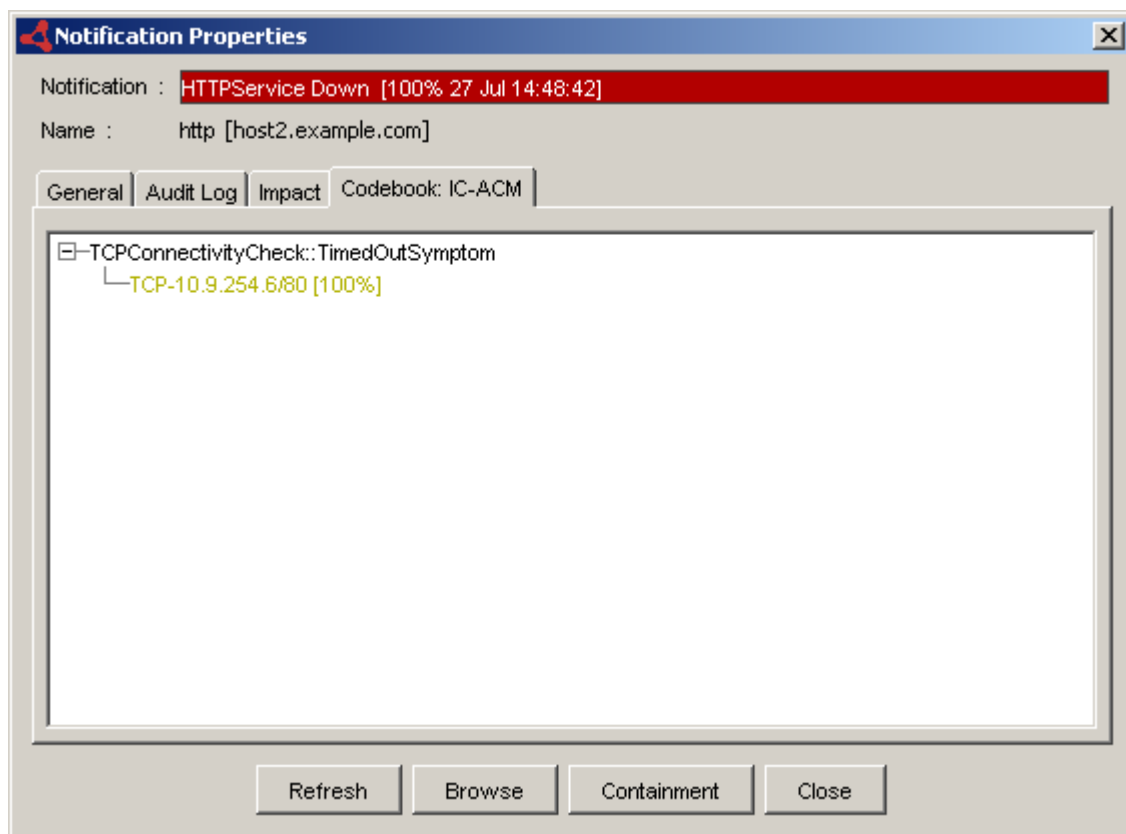 Notification Properties
Notification : HTTPService Down [100% 27 Jul 14:48:42]
Name : http [host2.example.com]
General Audit Log Impact Codebook: IC-ACM
TCPConnectivityCheck::TimedOutSymptom
TCP-10.9.254.6/80 [100%]
Refresh Browse Containment Close